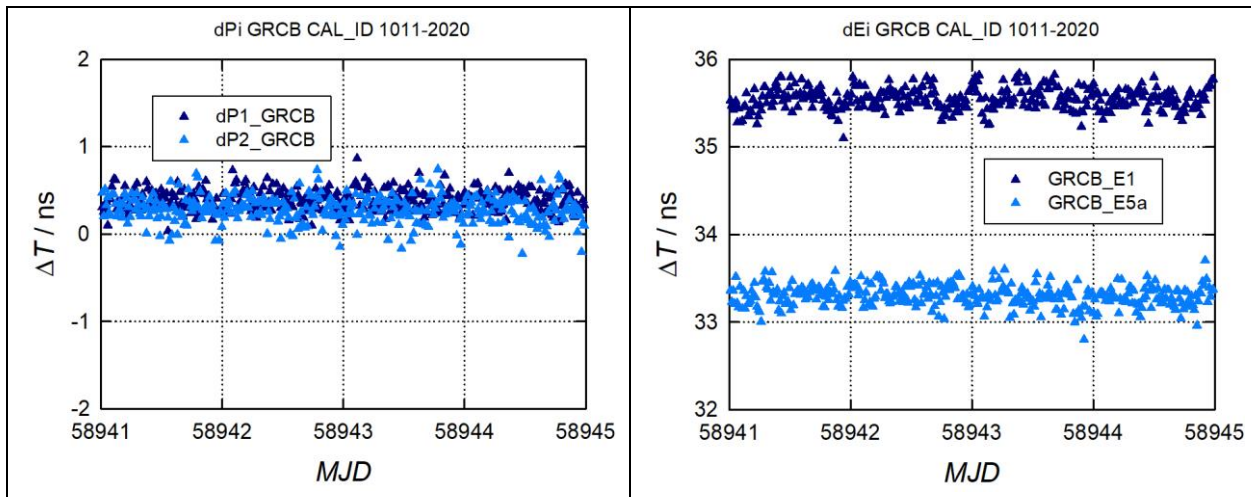 dPi GRCB CAL_ID 1011-2020
2
1
0
-1
-2
ΔT / ns
dP1_GRCB
dP2_GRCB
58941 58942 58943 58944 58945
MJD
dEi GRCB CAL_ID 1011-2020
36
35
34
33
32
ΔT / ns
GRCB_E1
GRCB_E5a
58941 58942 58943 58944 58945
MJD